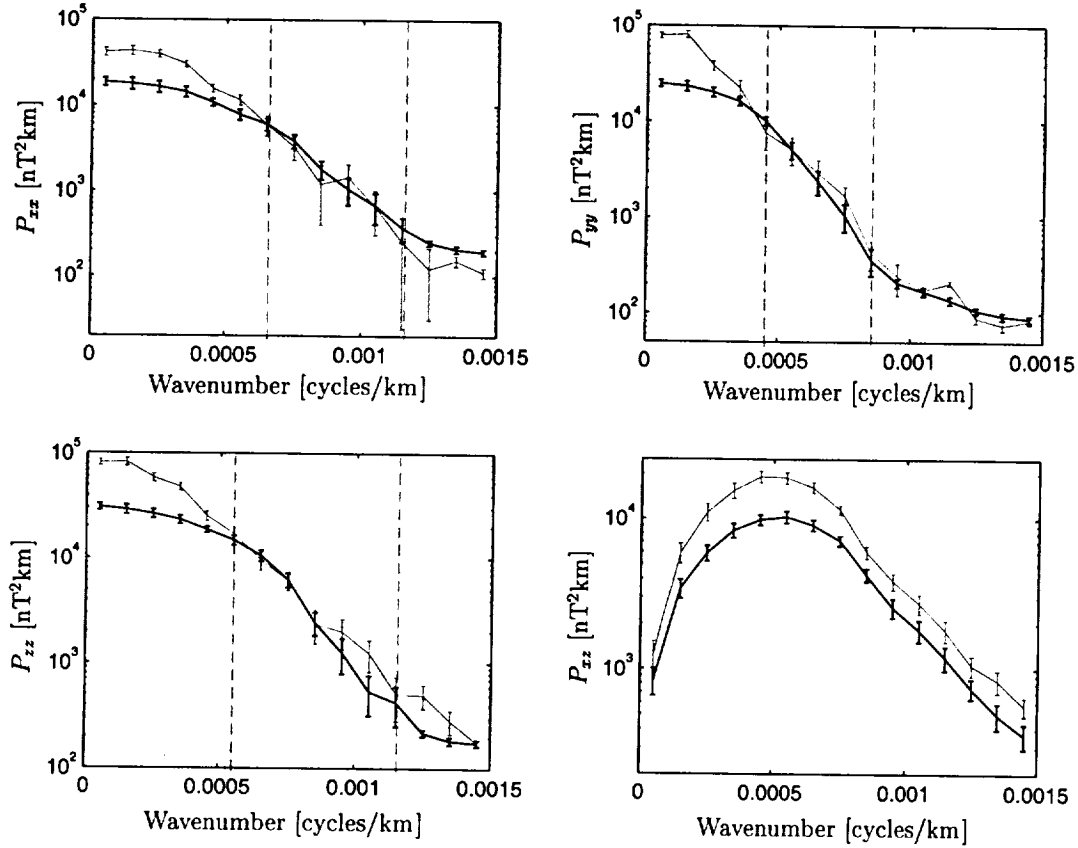 10^5
10^4
10^3
10^2
P_xx [nT^2km]
0 0.0005 0.001 0.0015
Wavenumber [cycles/km]
10^5
10^4
10^3
10^2
P_yy [nT^2km]
0 0.0005 0.001 0.0015
Wavenumber [cycles/km]
10^5
10^4
10^3
10^2
P_zz [nT^2km]
0 0.0005 0.001 0.0015
Wavenumber [cycles/km]
10^4
10^3
P_xz [nT^2km]
0 0.0005 0.001 0.0015
Wavenumber [cycles/km]